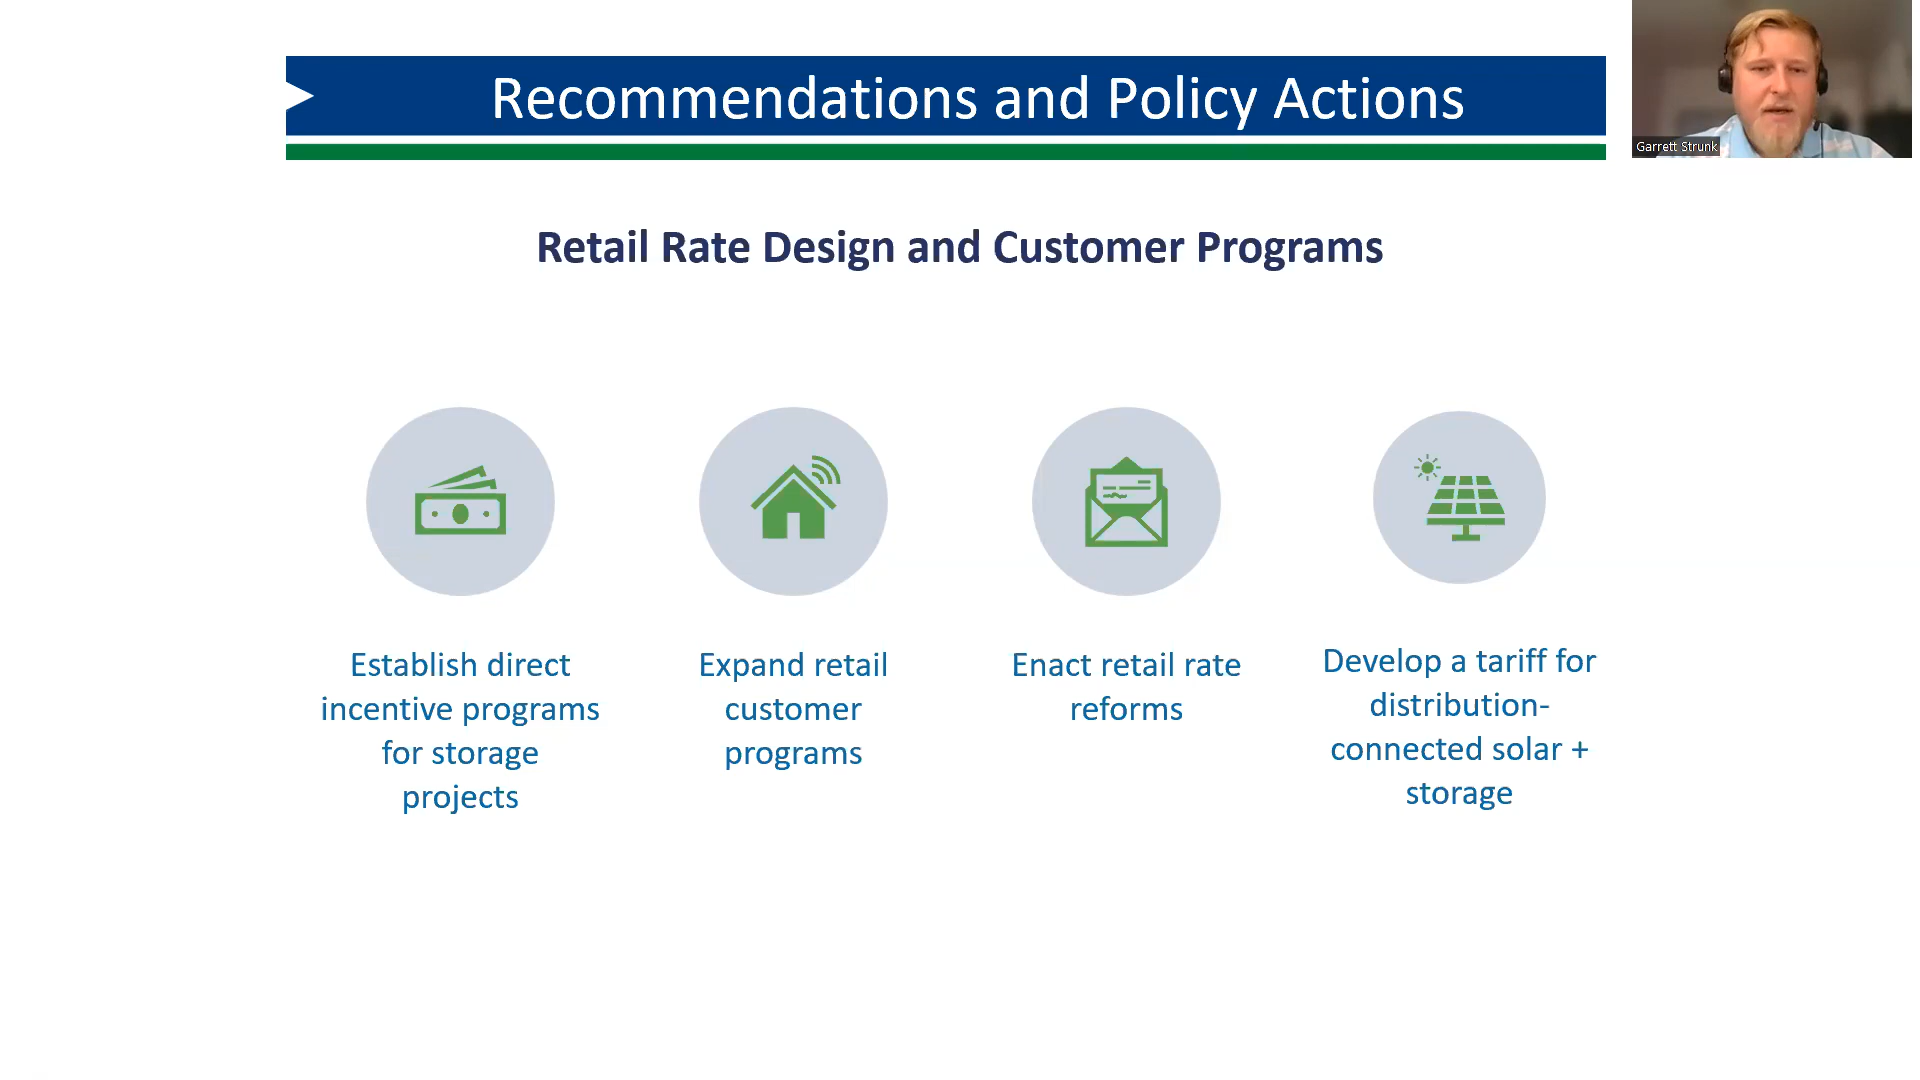 Recommendations and Policy Actions
Garrett Strunk
Retail Rate Design and Customer Programs
Establish direct
incentive programs
for storage
projects
Expand retail
customer
programs
Enact retail rate
reforms
Develop a tariff for
distribution-
connected solar +
storage